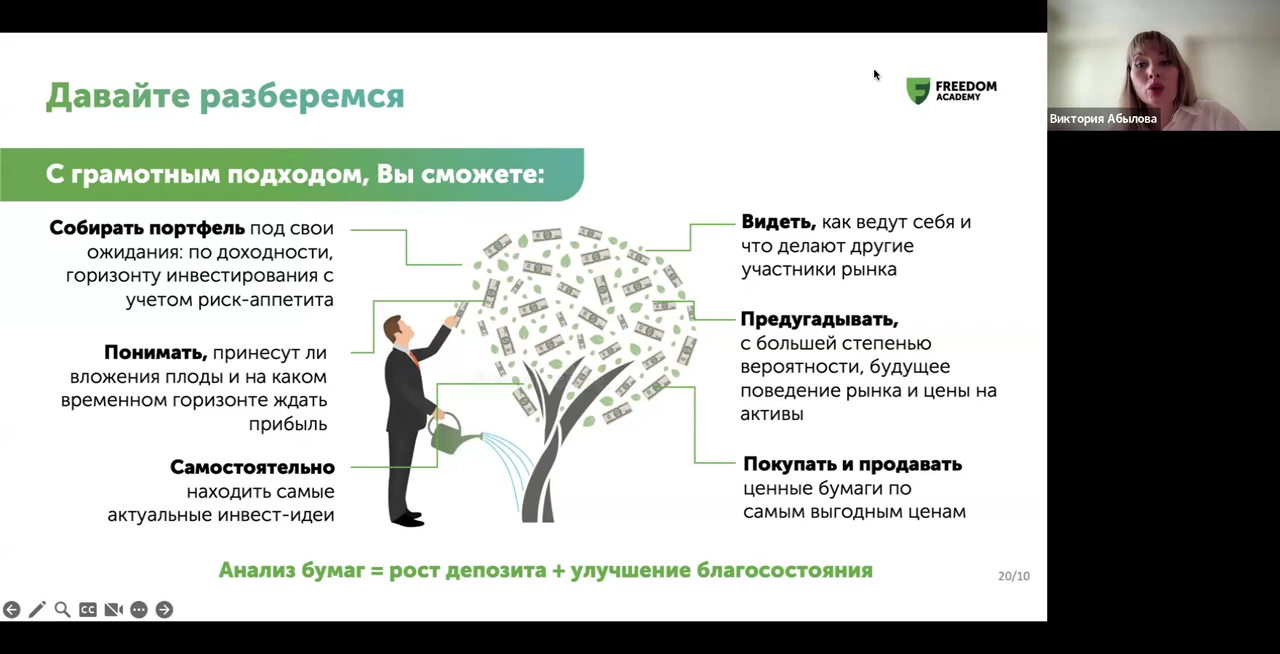 Давайте разберемся
FREEDOM
ACADEMY
Виктория Абылова
С грамотным подходом, Вы сможете:
Собирать портфель под свои
ожидания: по доходности,
горизонту инвестирования с
учетом риск-аппетита
Понимать, принесут ли
вложения плоды и на каком
временном горизонте ждать
прибыль
Самостоятельно
находить самые
актуальные инвест-идеи
Видеть, как ведут себя и
что делают другие
участники рынка
Предугадывать,
с большей степенью
вероятности, будущее
поведение рынка и цены на
активы
Покупать и продавать
ценные бумаги по
самым выгодным ценам
Анализ бумаг = рост депозита + улучшение благосостояния
20/10
CC